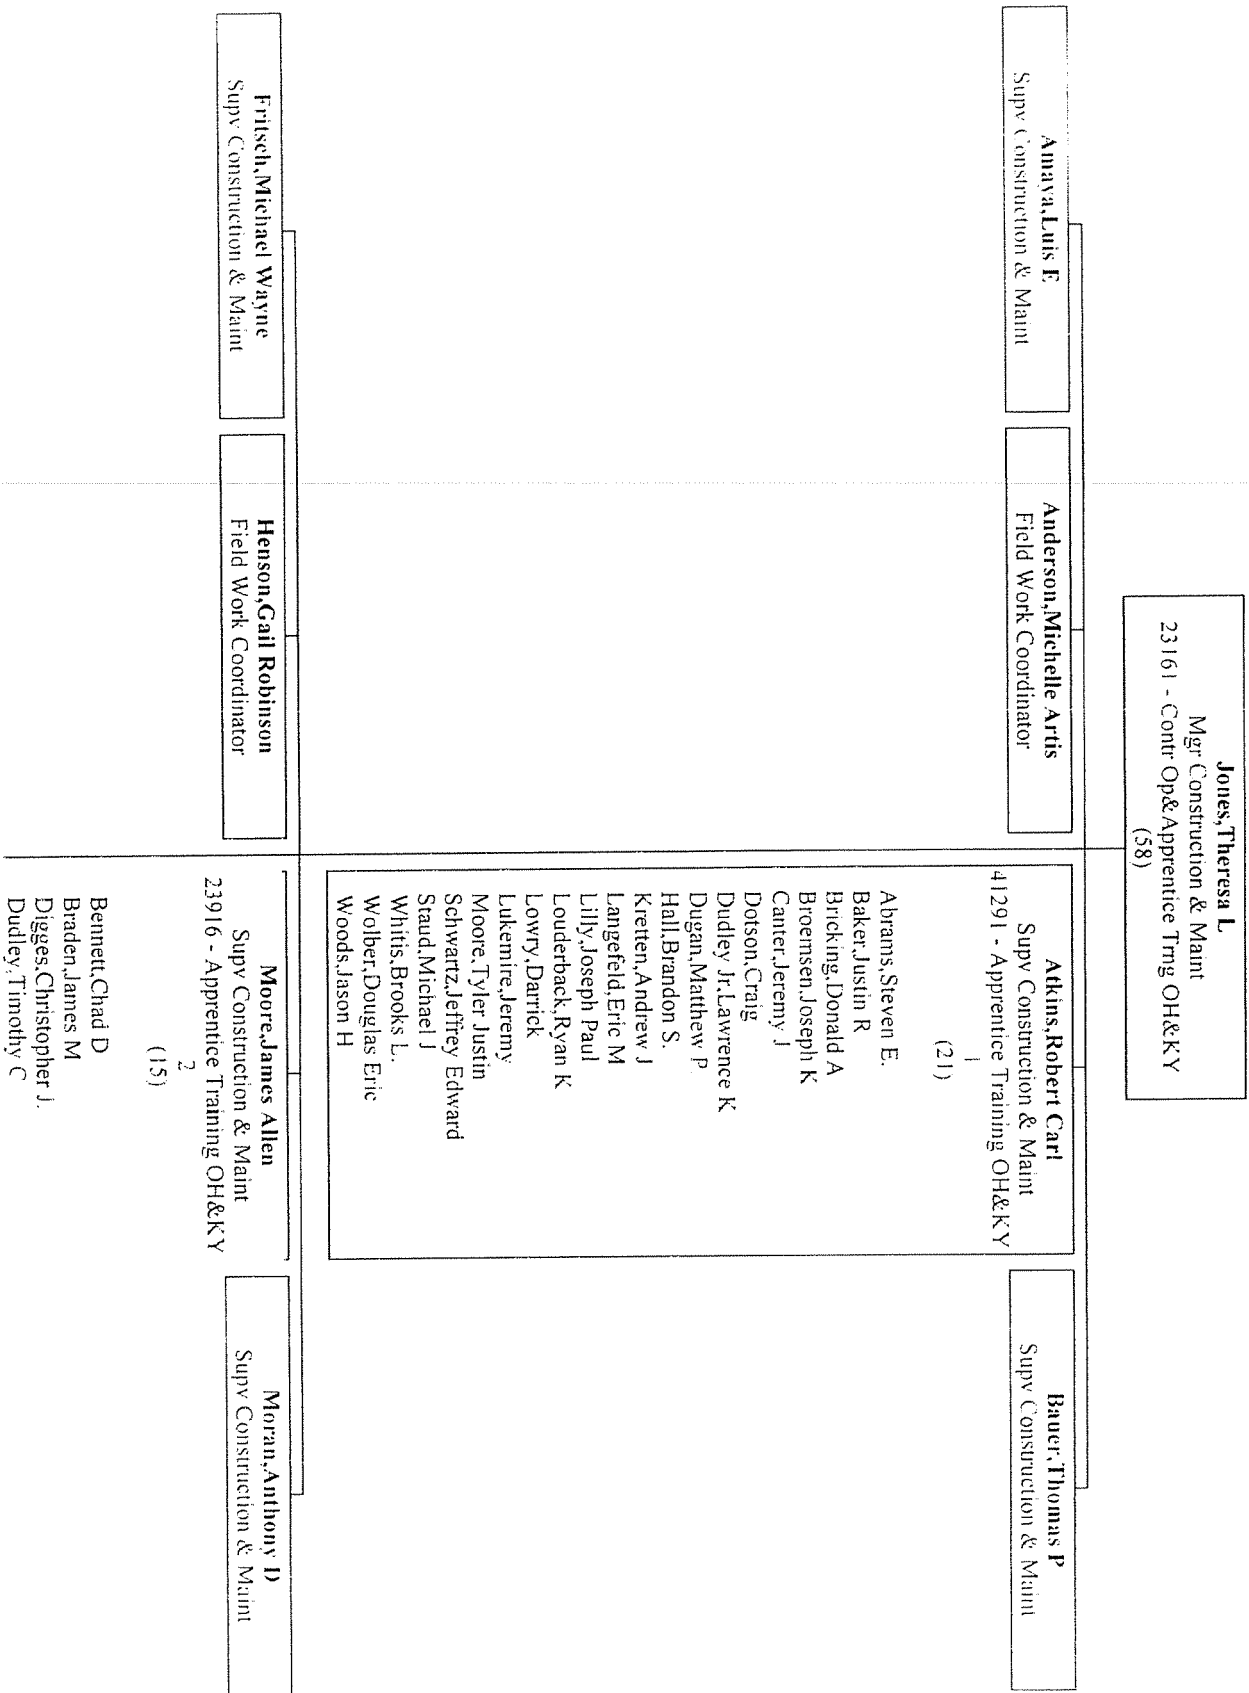 Jones,Theresa L
Mgr Construction & Maint
23161 - Contr Op&Apprentice Trng OH&KY
(58)
Amaya,Luis E
Supv Construction & Maint
Anderson,Michelle Artis
Field Work Coordinator
Atkins,Robert Carl
Supv Construction & Maint
41291 - Apprentice Training OH&KY
1
(21)
Abrams,Steven E.
Baker,Justin R
Bricking,Donald A
Broemsen,Joseph K
Canter,Jeremy J
Dotson,Craig
Dudley Jr,Lawrence K
Dugan,Matthew P
Hall,Brandon S.
Kretten,Andrew J
Langefeld,Eric M
Lilly,Joseph Paul
Louderback,Ryan K
Lowry,Darrick
Lukemire,Jeremy
Moore,Tyler Justin
Schwartz,Jeffrey Edward
Staud,Michael J
Whitis,Brooks L.
Wolber,Douglas Eric
Woods,Jason H
Bauer,Thomas P
Supv Construction & Maint
Fritsch,Michael Wayne
Supv Construction & Maint
Henson,Gail Robinson
Field Work Coordinator
Moore,James Allen
Supv Construction & Maint
23916 - Apprentice Training OH&KY
2
(15)
Bennett,Chad D
Braden,James M
Digges,Christopher J.
Dudley,Timothy C
Moran,Anthony D
Supv Construction & Maint